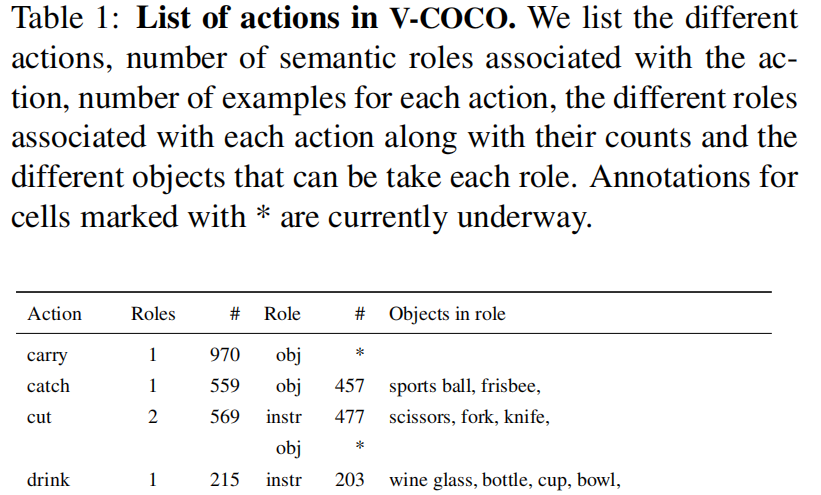 Table 1: List of actions in V-COCO. We list the different
actions, number of semantic roles associated with the ac-
tion, number of examples for each action, the different roles
associated with each action along with their counts and the
different objects that can be take each role. Annotations for
cells marked with * are currently underway.
Action Roles # Role # Objects in role
carry 1 970 obj *
catch 1 559 obj 457 sports ball, frisbee,
cut 2 569 instr 477 scissors, fork, knife,
obj *
drink 1 215 instr 203 wine glass, bottle, cup, bowl,